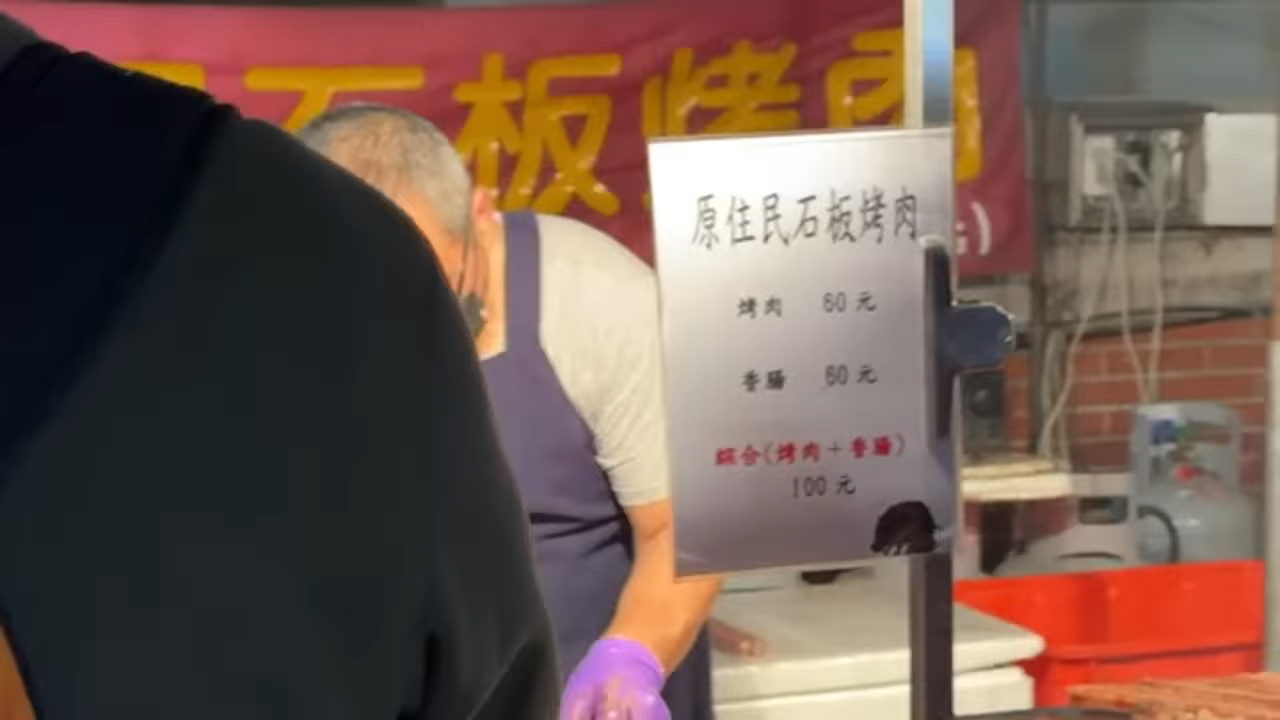 石板烤肉
原住民石板烤肉
烤肉 60元
香腸 60元
綜合(烤肉+香腸)
100元